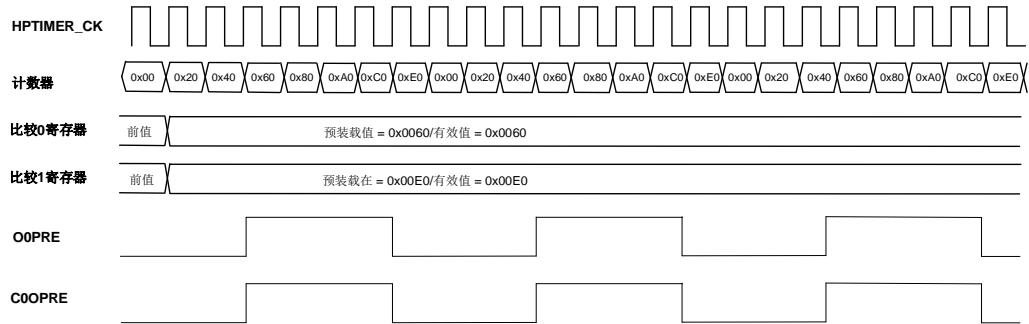 HPTIMER_CK
计数器 0x00 0x20 0x40 0x60 0x80 0xA0 0xC0 0xE0 0x00 0x20 0x40 0x60 0x80 0xA0 0xC0 0xE0 0x00 0x20 0x40 0x60 0x80 0xA0 0xC0 0xE0
比较0寄存器 前值 预装载值 = 0x0060/有效值 = 0x0060
比较1寄存器 前值 预装载在 = 0x00E0/有效值 = 0x00E0
O0PRE
C0OPRE